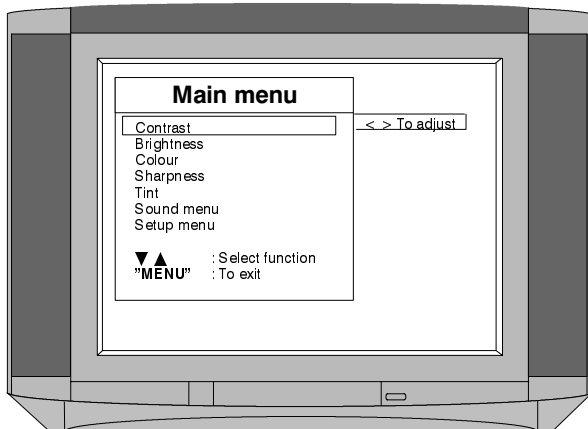 Main menu
Contrast
< > To adjust
Brightness
Colour
Sharpness
Tint
Sound menu
Setup menu
▼ ▲ : Select function
"MENU" : To exit